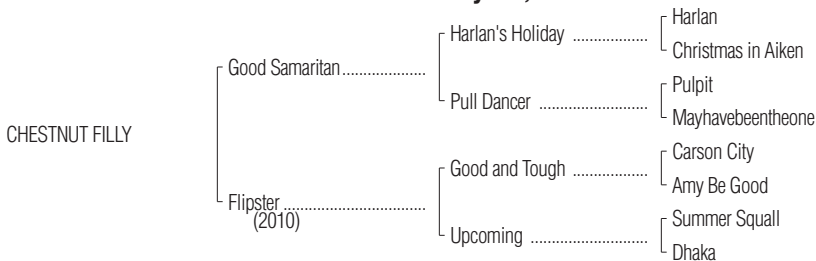 Harlan
Harlan's Holiday ..................
Christmas in Aiken
Good Samaritan ....................
Pulpit
Pull Dancer ..........................
Mayhavebeentheone
CHESTNUT FILLY
Carson City
Good and Tough ..................
Amy Be Good
Flipster .................................
(2010)
Summer Squall
Upcoming ............................
Dhaka